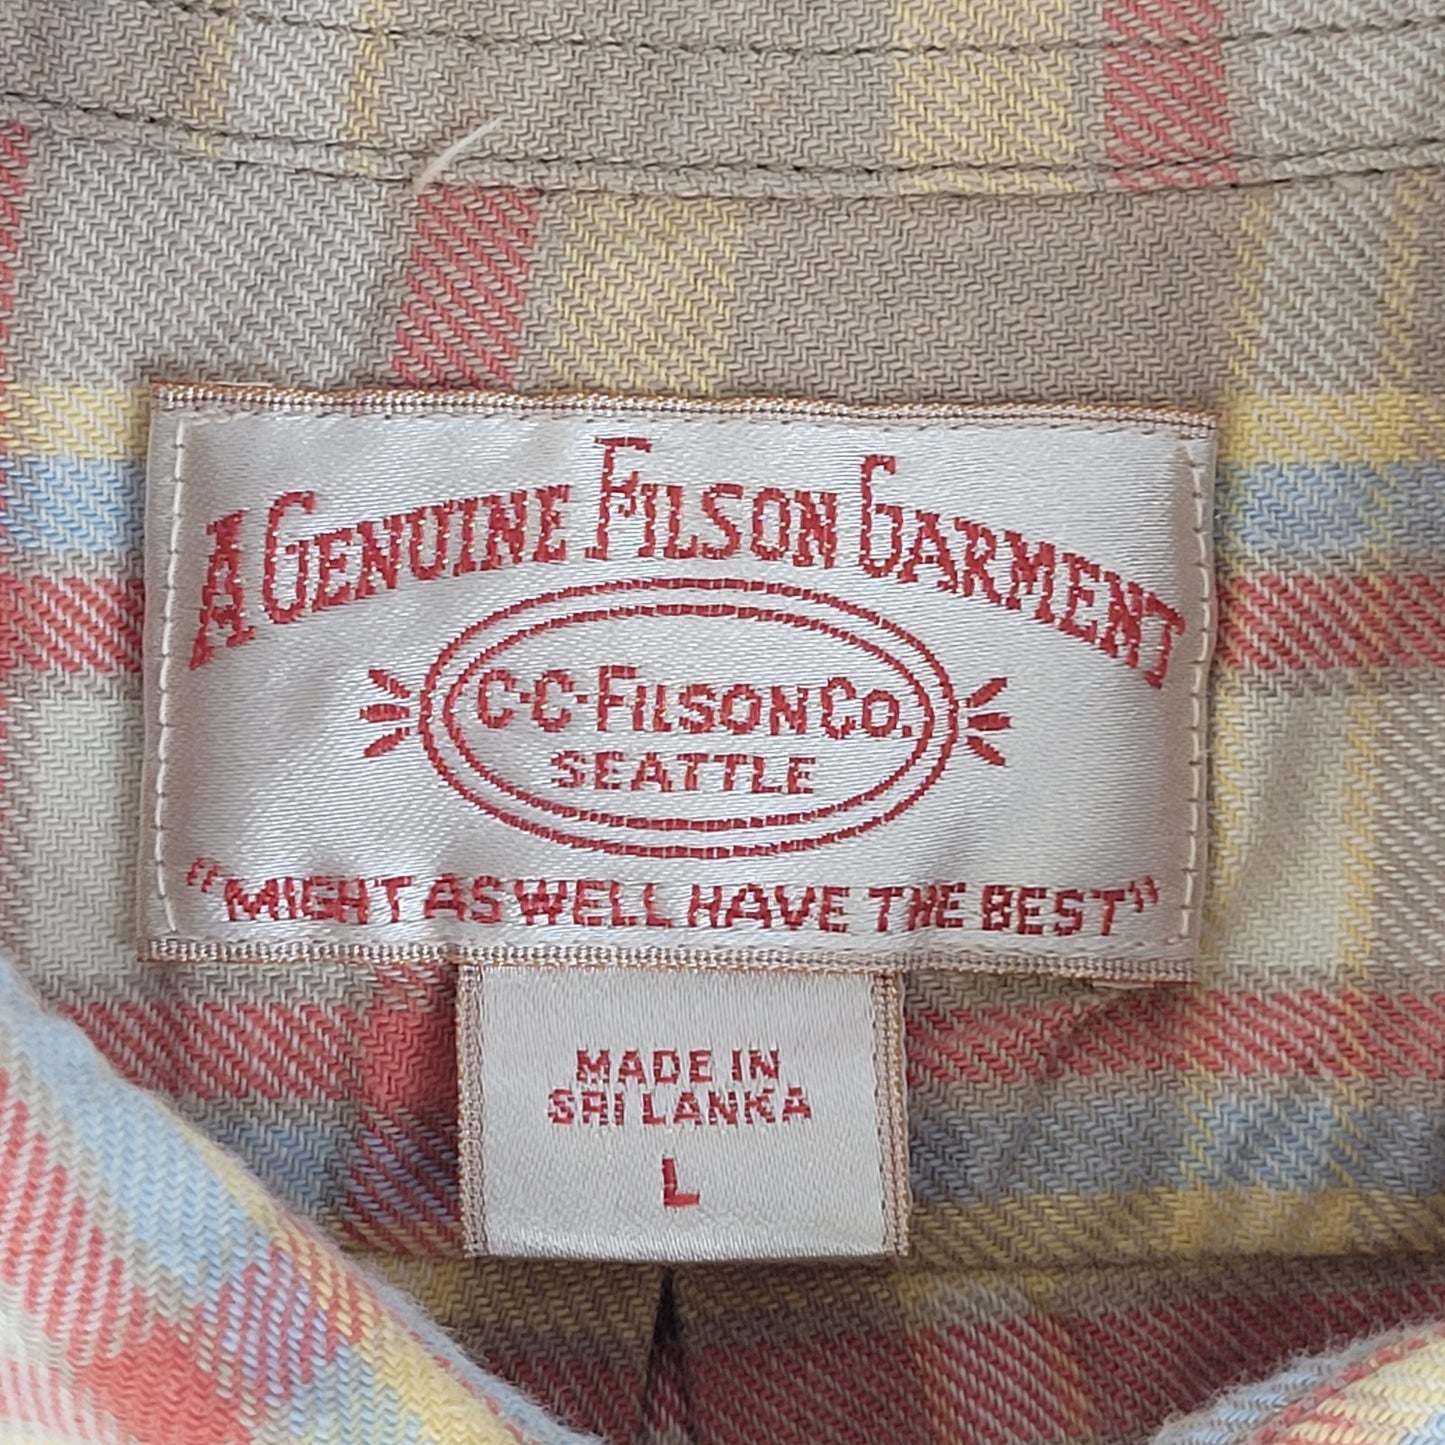 A GENUINE FILSON GARMENT
C-C-FILSON CO.
SEATTLE
"MIGHT AS WELL HAVE THE BEST"
MADE IN
SRI LANKA
L